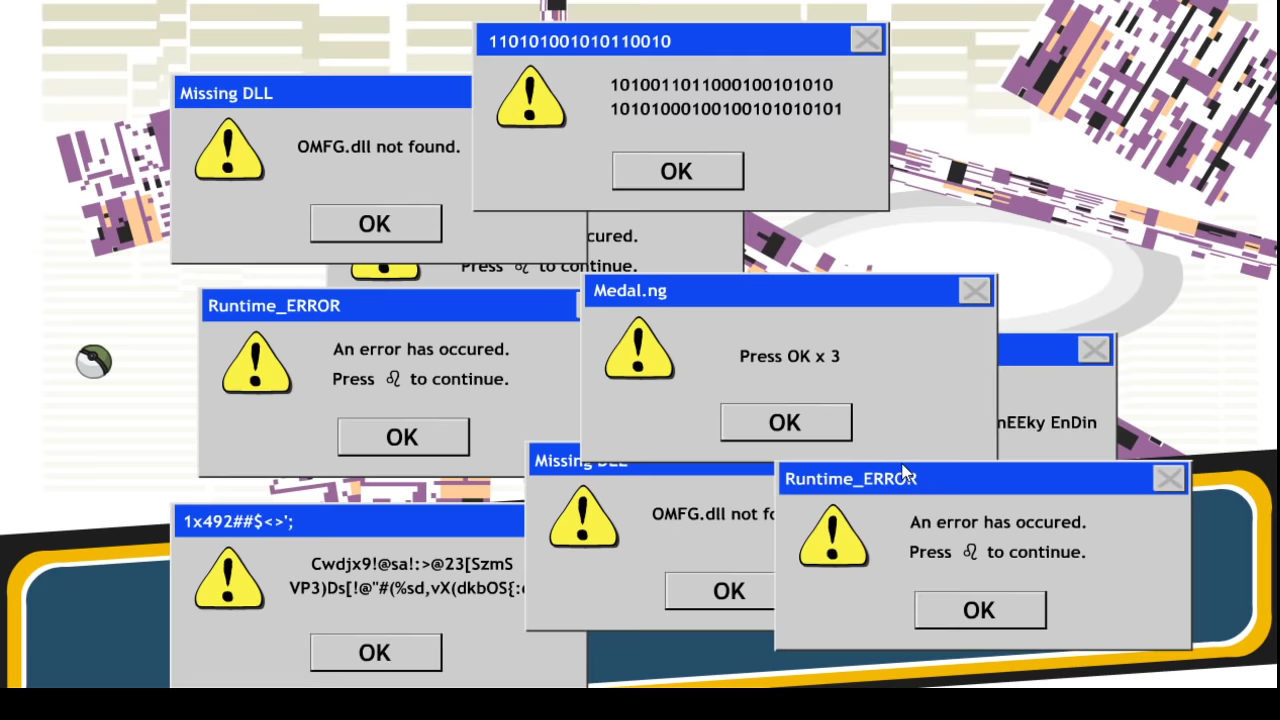 110101001010110010
1010011011000100101010
10101000100100101010101
OK
Missing DLL
OMFG.dll not found.
OK
cured.
Press ♌ to continue.
Medal.ng
Press OK x 3
OK
Runtime_ERROR
An error has occured.
Press ♌ to continue.
OK
nEEky EnDin
Missing DLL
OMFG.dll not fo
OK
Runtime_ERROR
An error has occured.
Press ♌ to continue.
OK
1x492##$<>';
Cwdjx9!@sa!:>@23[SzmS
VP3)Ds[!@"#(%sd,vX(dkbOS{:
OK